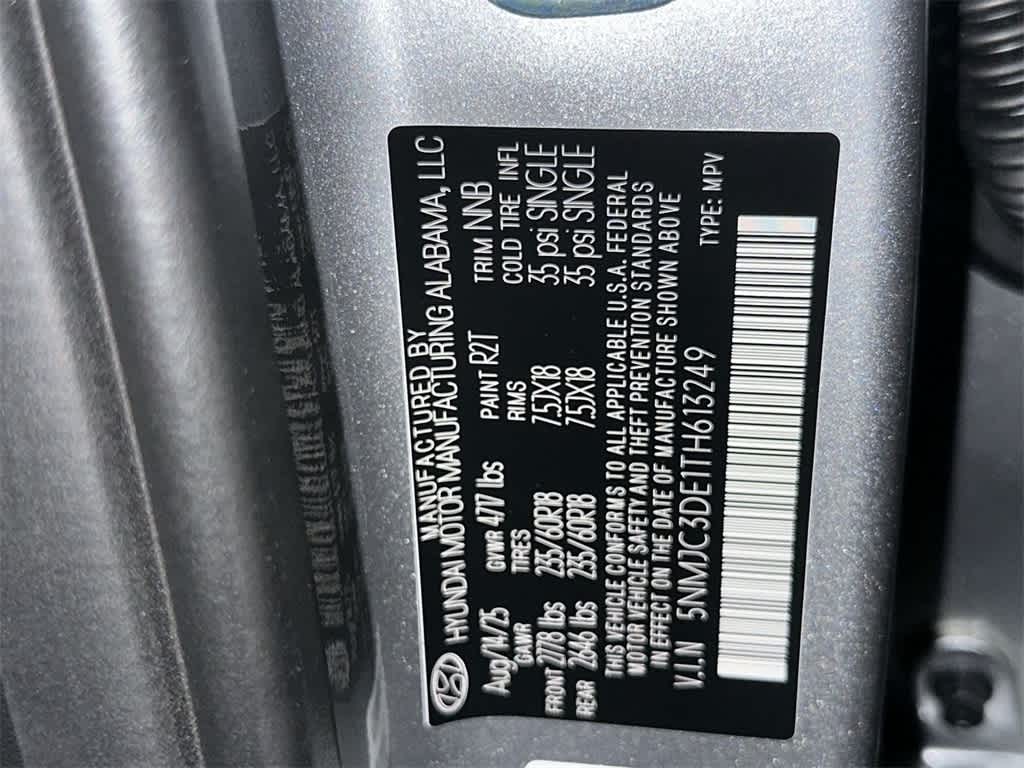 MANUFACTURED BY
HYUNDAI MOTOR MANUFACTURING ALABAMA, LLC
Aug/14/25 GVWR 4717 lbs PAINT R2T TRIM NNB
GAWR TIRES RIMS COLD TIRE INFL
FRONT 2778 lbs 235/60R18 7.5JX18 35 psi SINGLE
REAR 2646 lbs 235/60R18 7.5JX18 35 psi SINGLE
THIS VEHICLE CONFORMS TO ALL APPLICABLE U.S.A. FEDERAL
MOTOR VEHICLE SAFETY AND THEFT PREVENTION STANDARDS
IN EFFECT ON THE DATE OF MANUFACTURE SHOWN ABOVE
V.I.N 5NMJC3DE1TH613249 TYPE: MPV